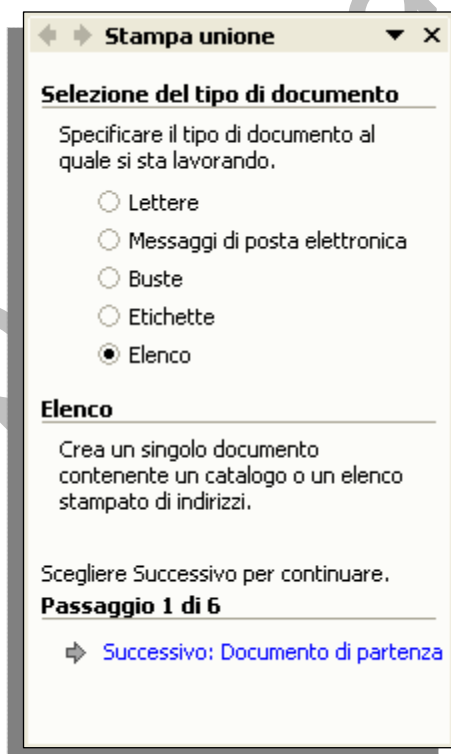 Stampa unione
Selezione del tipo di documento
Specificare il tipo di documento al
quale si sta lavorando.
Lettere
Messaggi di posta elettronica
Buste
Etichette
Elenco
Elenco
Crea un singolo documento
contenente un catalogo o un elenco
stampato di indirizzi.
Scegliere Successivo per continuare.
Passaggio 1 di 6
Successivo: Documento di partenza